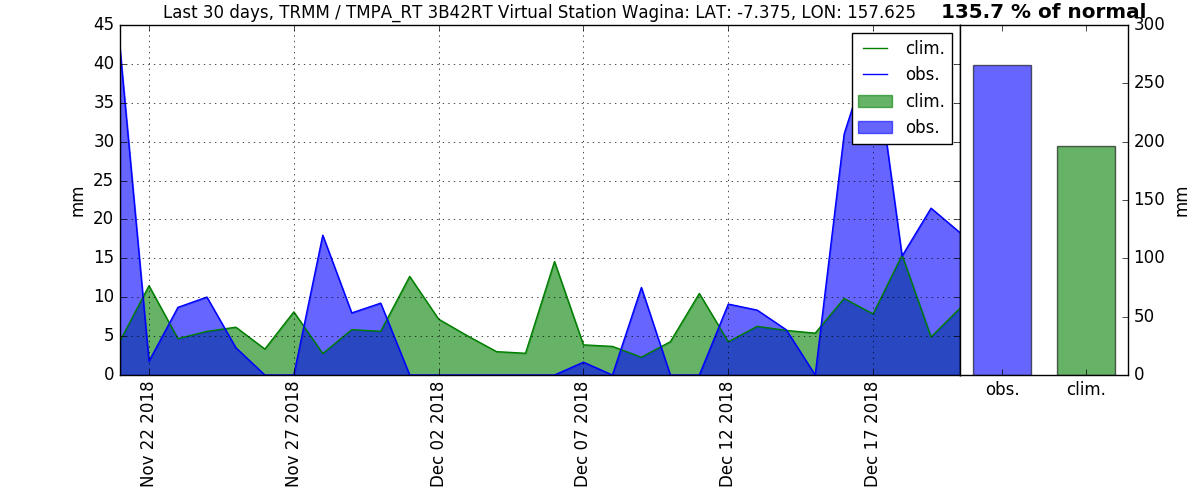 Last 30 days, TRMM / TMPA_RT 3B42RT Virtual Station Wagina: LAT: -7.375, LON: 157.625
135.7 % of normal
45
40
35
30
25
20
15
10
5
0
mm
clim.
obs.
clim.
obs.
300
250
200
150
100
50
0
mm
obs.
clim.
Nov 22 2018
Nov 27 2018
Dec 02 2018
Dec 07 2018
Dec 12 2018
Dec 17 2018